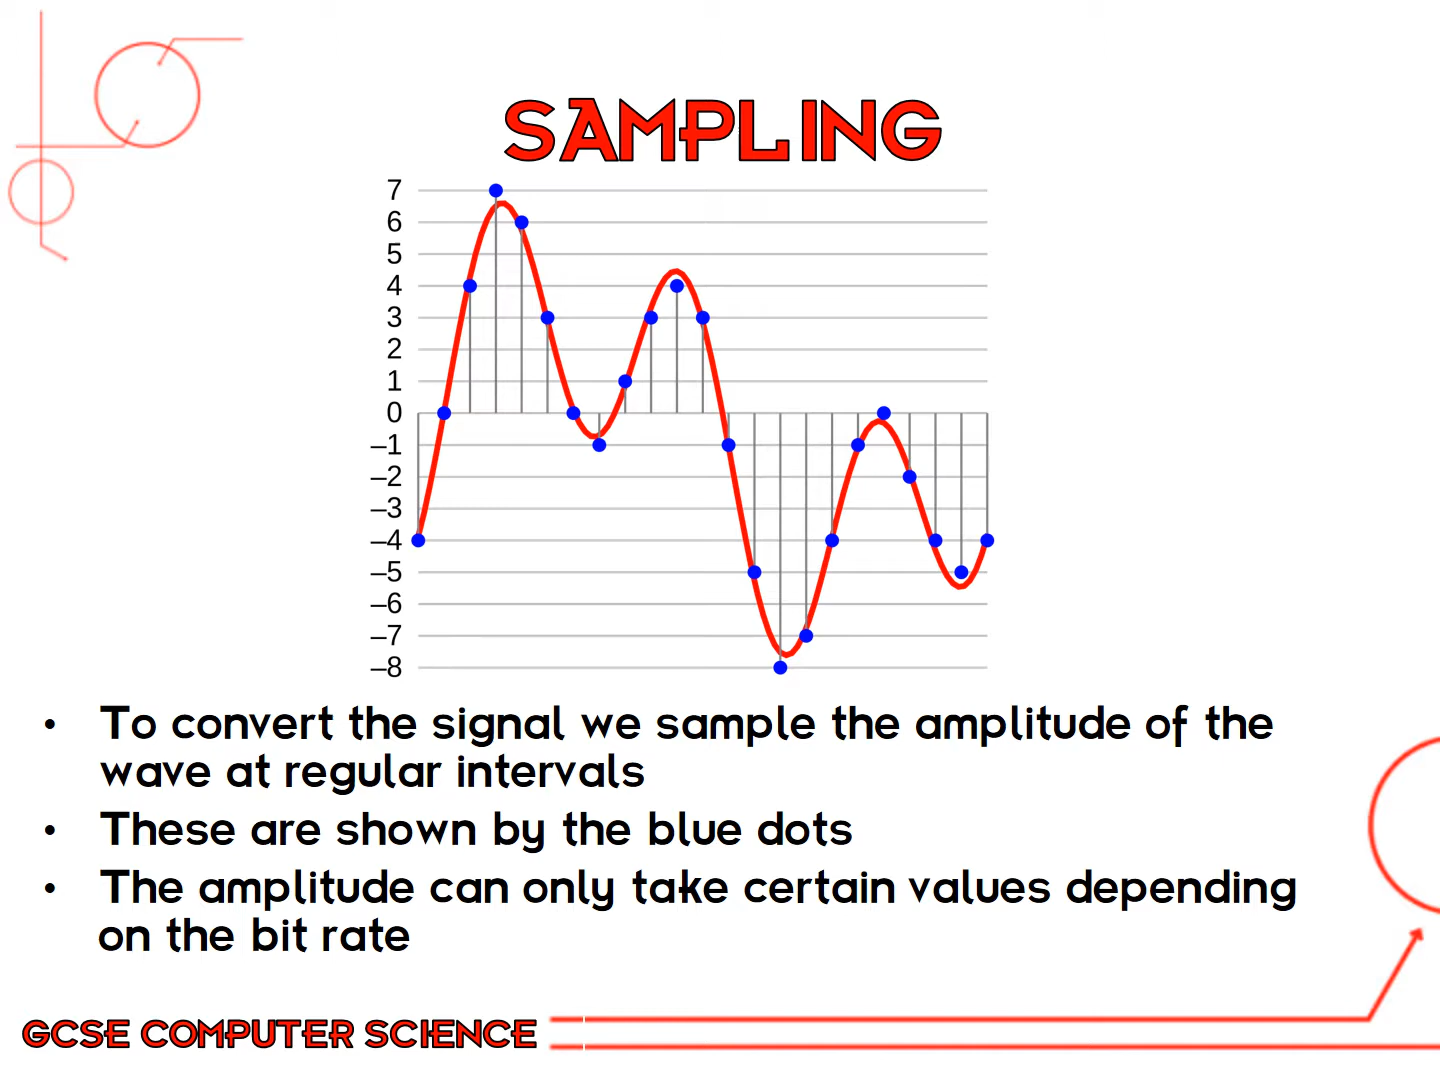 SAMPLING
7
6
5
4
3
2
1
0
–1
–2
–3
–4
–5
–6
–7
–8
• To convert the signal we sample the amplitude of the
wave at regular intervals
• These are shown by the blue dots
• The amplitude can only take certain values depending
on the bit rate
GCSE COMPUTER SCIENCE